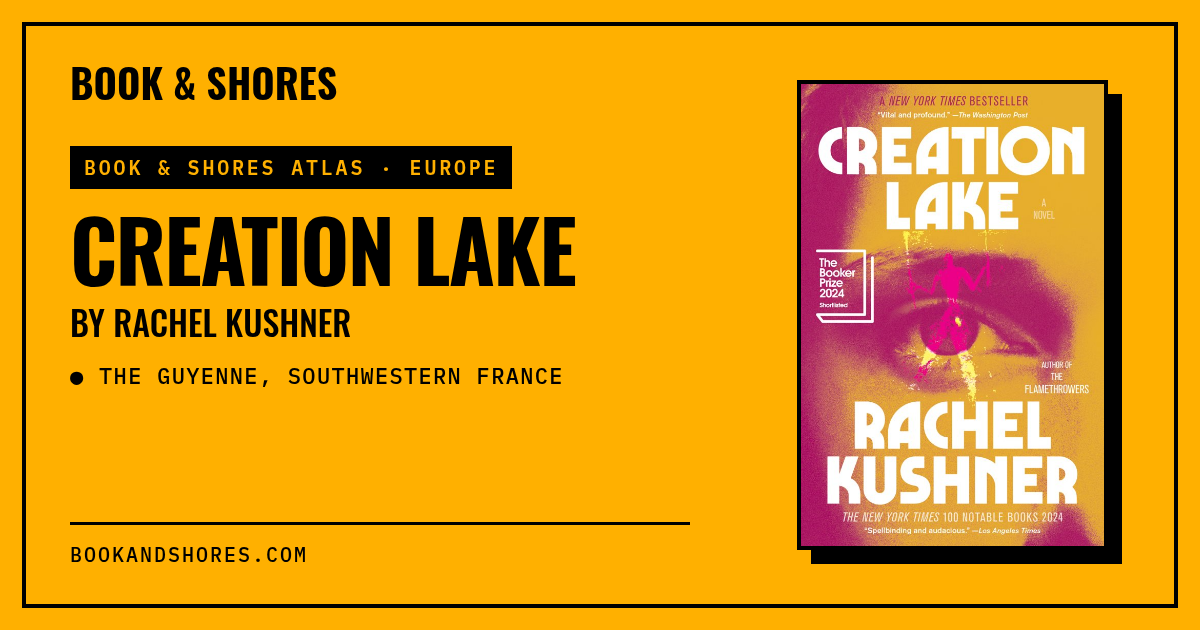 BOOK & SHORES
BOOK & SHORES ATLAS · EUROPE
CREATION LAKE
BY RACHEL KUSHNER
● THE GUYENNE, SOUTHWESTERN FRANCE
BOOKANDSHORES.COM
A NEW YORK TIMES BESTSELLER
"Vital and profound." —The Washington Post
CREATION
LAKE
A
NOVEL
The
Booker
Prize
2024
Shortlisted
AUTHOR OF
THE
FLAMETHROWERS
RACHEL
KUSHNER
THE NEW YORK TIMES 100 NOTABLE BOOKS 2024
"Spellbinding and audacious." —Los Angeles Times